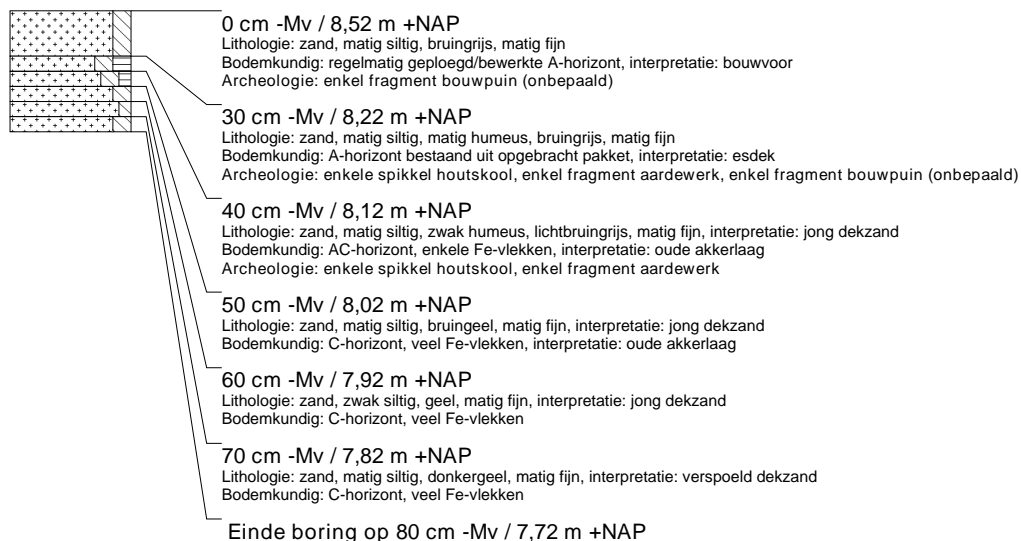 0 cm -Mv / 8,52 m +NAP
Lithologie: zand, matig siltig, bruingrijs, matig fijn
Bodemkundig: regelmatig geploegd/bewerkte A-horizont, interpretatie: bouwvoor
Archeologie: enkel fragment bouwpuin (onbepaald)
30 cm -Mv / 8,22 m +NAP
Lithologie: zand, matig siltig, matig humeus, bruingrijs, matig fijn
Bodemkundig: A-horizont bestaand uit opgebracht pakket, interpretatie: esdek
Archeologie: enkele spikkel houtskool, enkel fragment aardewerk, enkel fragment bouwpuin (onbepaald)
40 cm -Mv / 8,12 m +NAP
Lithologie: zand, matig siltig, zwak humeus, lichtbruingrijs, matig fijn, interpretatie: jong dekzand
Bodemkundig: AC-horizont, enkele Fe-vlekken, interpretatie: oude akkerlaag
Archeologie: enkele spikkel houtskool, enkel fragment aardewerk
50 cm -Mv / 8,02 m +NAP
Lithologie: zand, matig siltig, bruingeel, matig fijn, interpretatie: jong dekzand
Bodemkundig: C-horizont, veel Fe-vlekken, interpretatie: oude akkerlaag
60 cm -Mv / 7,92 m +NAP
Lithologie: zand, zwak siltig, geel, matig fijn, interpretatie: jong dekzand
Bodemkundig: C-horizont, veel Fe-vlekken
70 cm -Mv / 7,82 m +NAP
Lithologie: zand, matig siltig, donkergeel, matig fijn, interpretatie: verspoeld dekzand
Bodemkundig: C-horizont, veel Fe-vlekken
Einde boring op 80 cm -Mv / 7,72 m +NAP